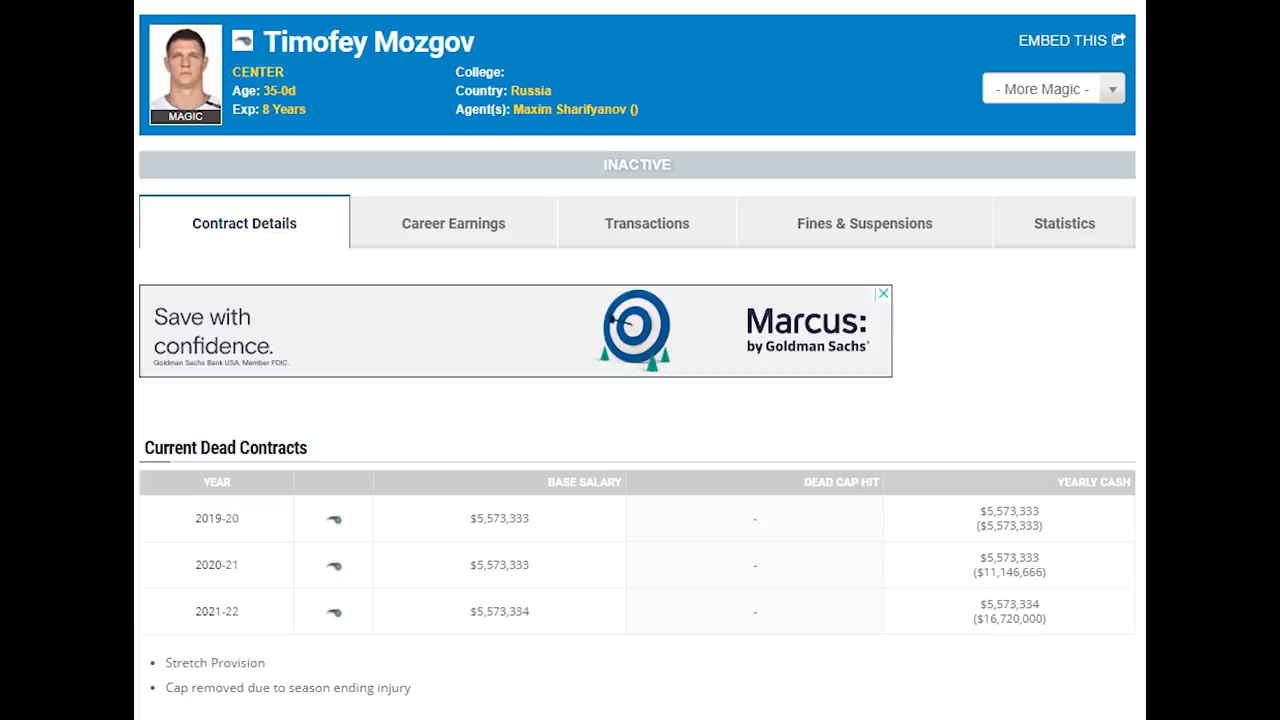 Timofey Mozgov
EMBED THIS
CENTER
College:
Age: 35-0d
Country: Russia
- More Magic -
Exp: 8 Years
Agent(s): Maxim Sharifyanov ()
MAGIC
INACTIVE
Contract Details
Career Earnings
Transactions
Fines & Suspensions
Statistics
Save with
confidence.
Goldman Sachs Bank USA. Member FDIC.
Marcus:
by Goldman Sachs®
Current Dead Contracts
YEAR BASE SALARY DEAD CAP HIT YEARLY CASH
2019-20 $5,573,333 - $5,573,333
($5,573,333)
2020-21 $5,573,333 - $5,573,333
($11,146,666)
2021-22 $5,573,334 - $5,573,334
($16,720,000)
• Stretch Provision
• Cap removed due to season ending injury